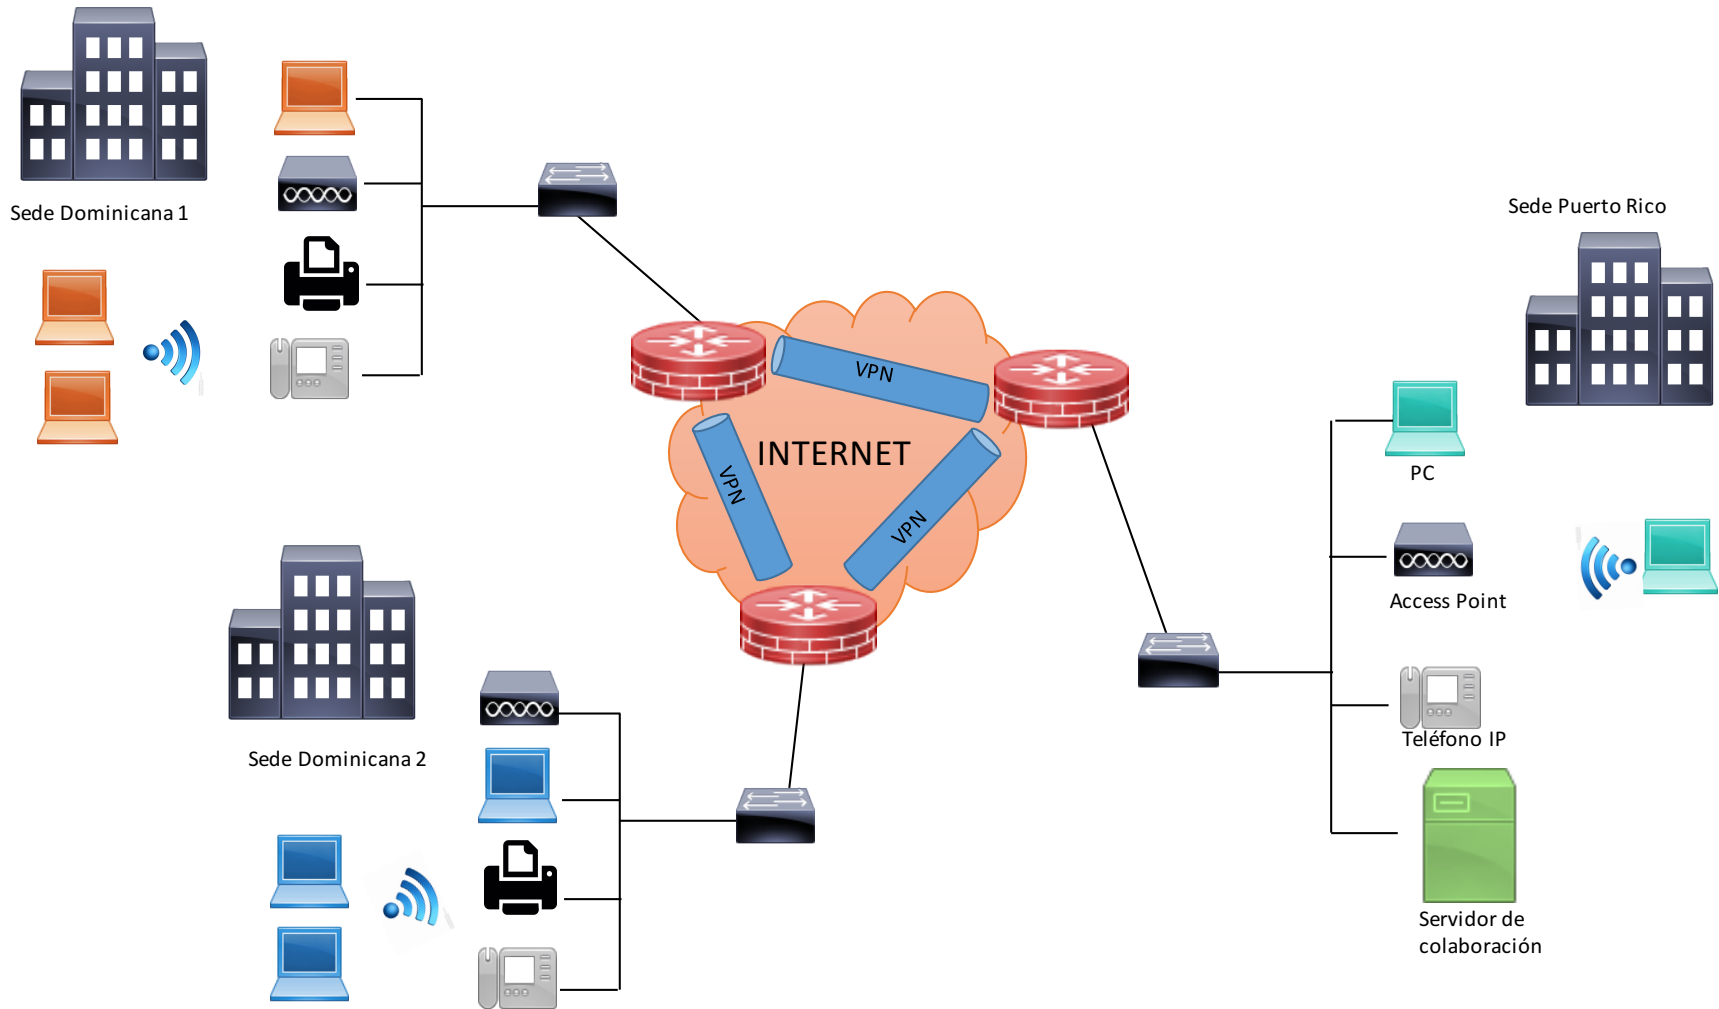 Sede Dominicana 1
Sede Puerto Rico
VPN
INTERNET
VPN
VPN
PC
Access Point
Sede Dominicana 2
Teléfono IP
Servidor de
colaboración